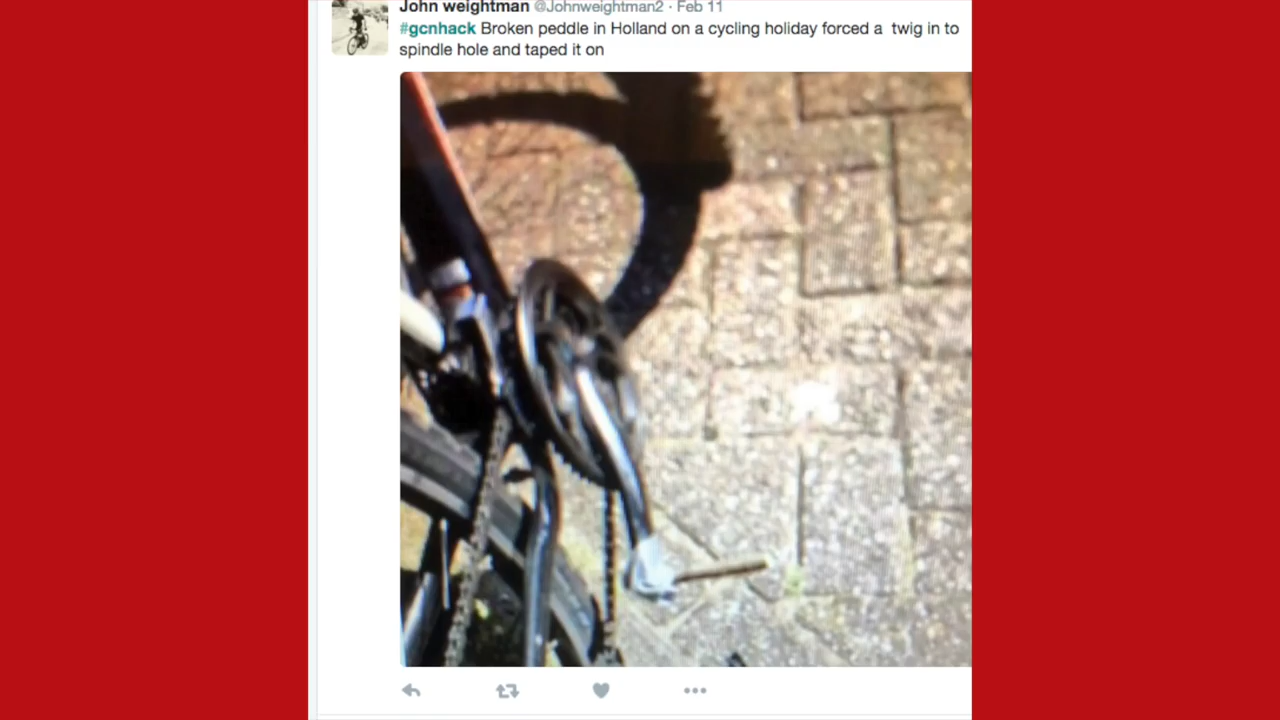 John weightman @Johnweightman2 · Feb 11
#gcnhack Broken peddle in Holland on a cycling holiday forced a twig in to
spindle hole and taped it on